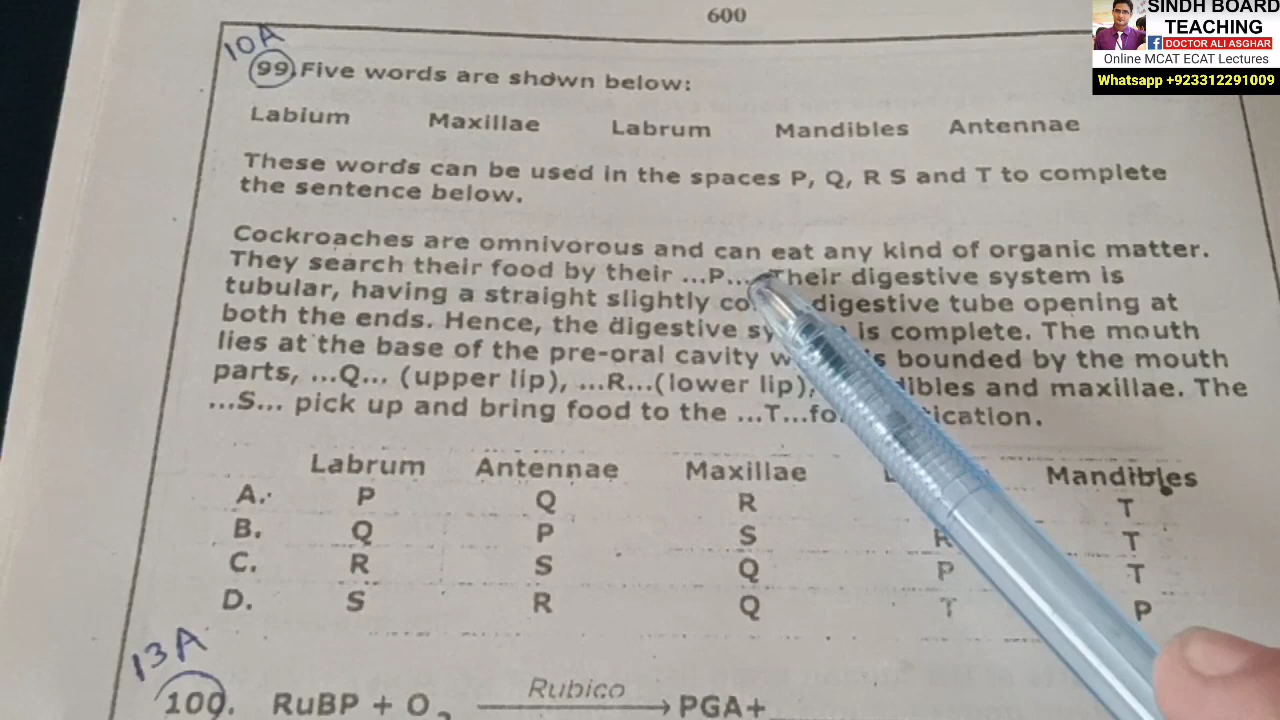 600
SINDH BOARD
TEACHING
DOCTOR ALI ASGHAR
Online MCAT ECAT Lectures
Whatsapp +923312291009
10A
99. Five words are shown below:
Labium Maxillae Labrum Mandibles Antennae
These words can be used in the spaces P, Q, R S and T to complete
the sentence below.
Cockroaches are omnivorous and can eat any kind of organic matter.
They search their food by their ...P... Their digestive system is
tubular, having a straight slightly digestive tube opening at
both the ends. Hence, the digestive is complete. The mouth
lies at the base of the pre-oral cavity bounded by the mouth
parts, ...Q... (upper lip), ...R...(lower lip), and maxillae. The
...S... pick up and bring food to the ...T...
Labrum Antennae Maxillae Mandibles
A. P Q R T
B. Q P S R T
C. R S Q P T
D. S R Q T P
13A
100. RuBP + O2 Rubico → PGA+